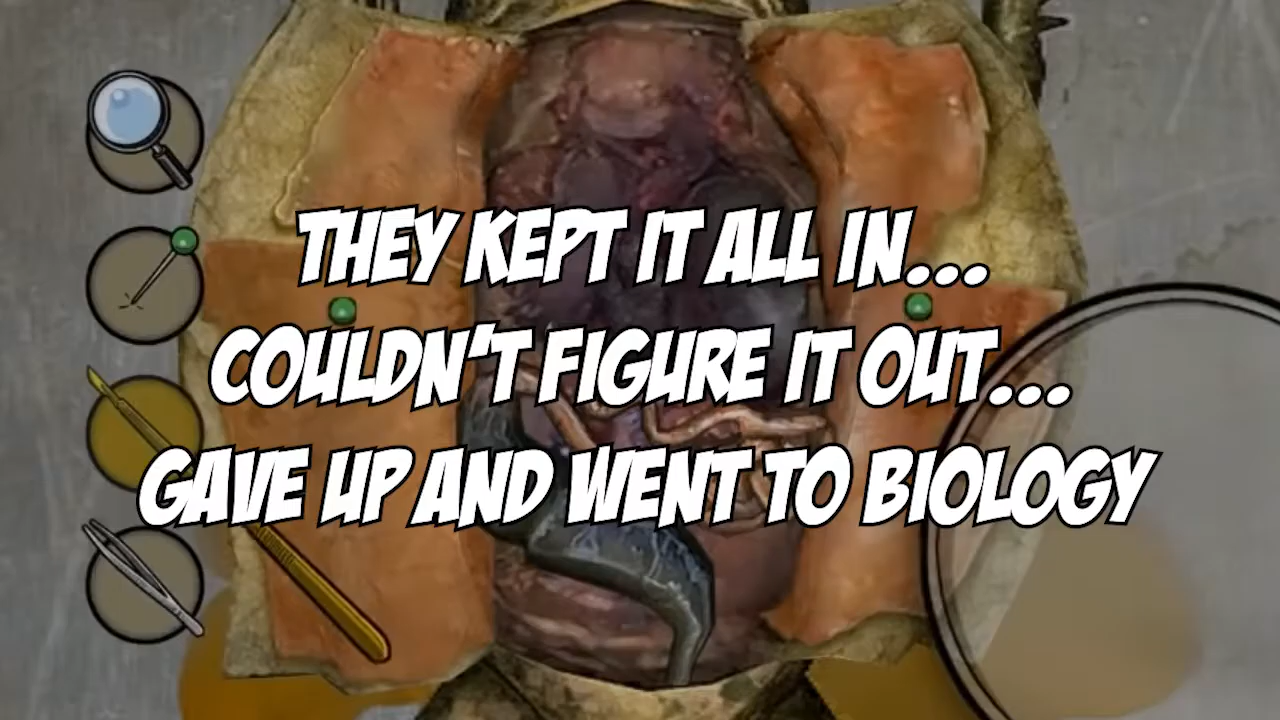 THEY KEPT IT ALL IN...
COULDN'T FIGURE IT OUT...
GAVE UP AND WENT TO BIOLOGY